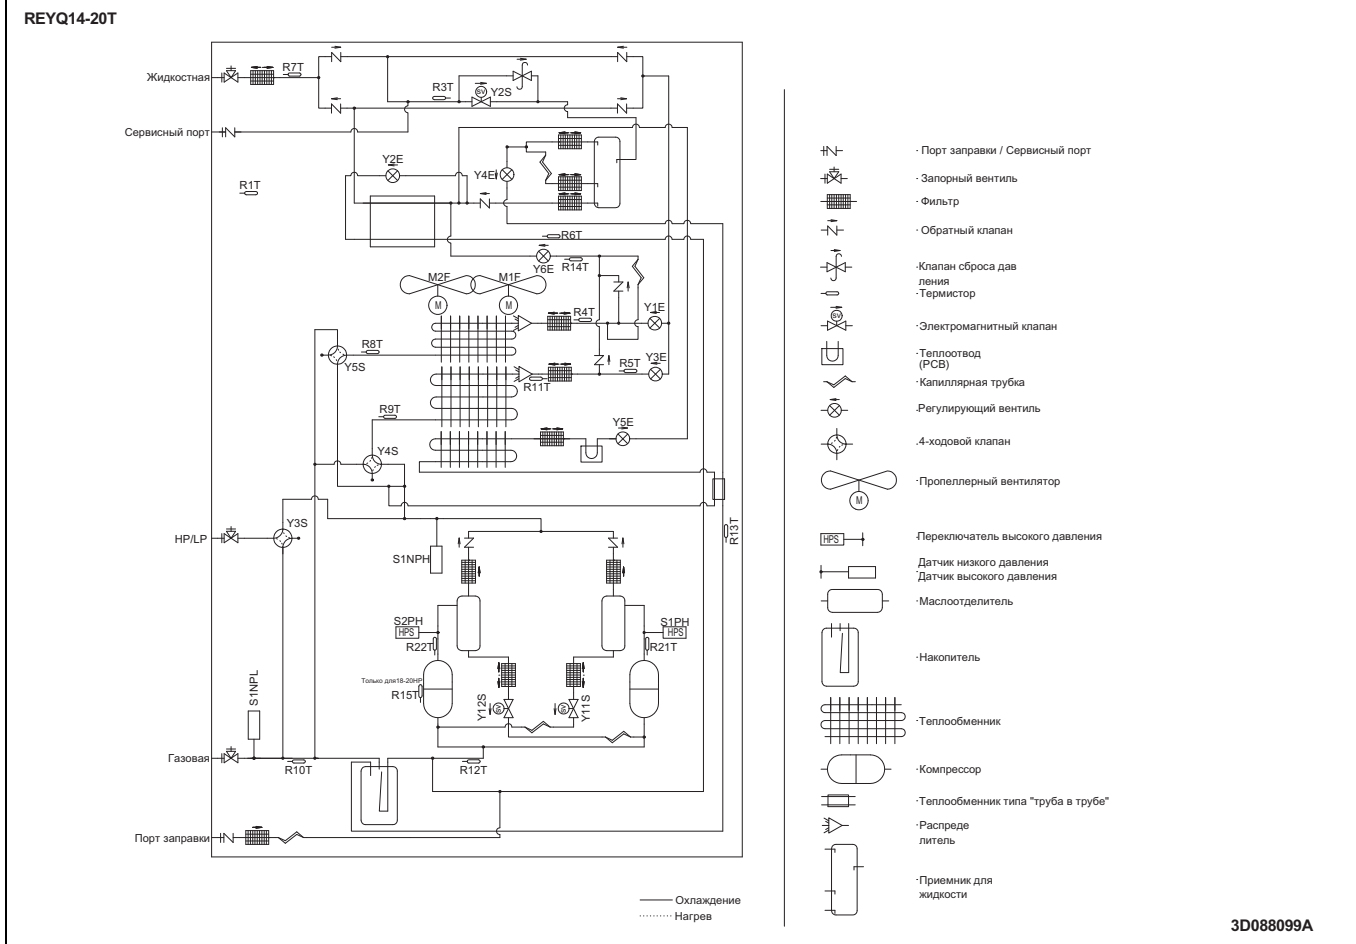 REYQ14-20T
Жидкостная
R7T
R3T
SV
Y2S
Сервисный порт
Y2E
Y4E
R1T
R6T
Y6E
R14T
M2F
M1F
M
M
R4T
Y1E
R8T
Y5S
R11T
R5T
Y3E
R9T
Y5E
Y4S
HP/LP
Y3S
R13T
S1NPH
S2PH
HPS
R22T
S1PH
HPS
R21T
Только для18-20HP
R15T
S1NPL
Y12S
SV
SV
Y11S
Газовая
R10T
R12T
Порт заправки
Охлаждение
Нагрев
· Порт заправки / Сервисный порт
· Запорный вентиль
· Фильтр
· Обратный клапан
·Клапан сброса дав
ления
·Термистор
SV
·Электромагнитный клапан
·Теплоотвод
(PCB)
·Капиллярная трубка
·Регулирующий вентиль
·4-ходовой клапан
M
·Пропеллерный вентилятор
HPS
·Переключатель высокого давления
Датчик низкого давления
·Датчик высокого давления
·Маслоотделитель
·Накопитель
·Теплообменник
·Компрессор
·Теплообменник типа "труба в трубе"
·Распреде
литель
·Приемник для
жидкости
3D088099A